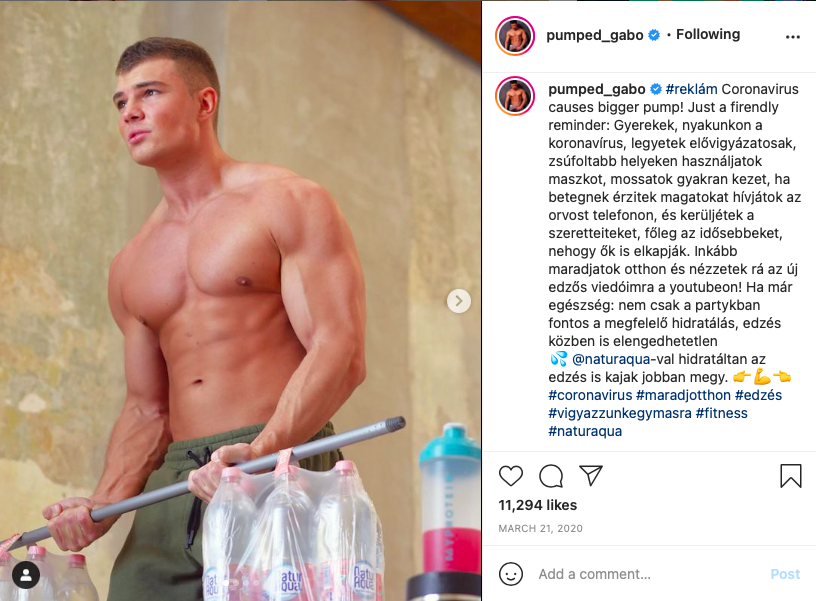 pumped_gabo • Following
pumped_gabo #reklám Coronavirus
causes bigger pump! Just a firendly
reminder: Gyerekek, nyakunkon a
koronavírus, legyetek elővigyázatosak,
zsúfoltabb helyeken használjatok
maszkot, mossatok gyakran kezet, ha
betegnek érzitek magatokat hívjátok az
orvost telefonon, és kerüljétek a
szeretteiteket, főleg az idősebbeket,
nehogy ők is elkapják. Inkább
maradjatok otthon és nézzetek rá az új
edzős viedóimra a youtubeon! Ha már
egészség: nem csak a partykban
fontos a megfelelő hidratálás, edzés
közben is elengedhetetlen
💦 @naturaqua-val hidratáltan az
edzés is kajak jobban megy. 👉💪👈
#coronavirus #maradjotthon #edzés
#vigyazzunkegymasra #fitness
#naturaqua
11,294 likes
MARCH 21, 2020
Add a comment... Post